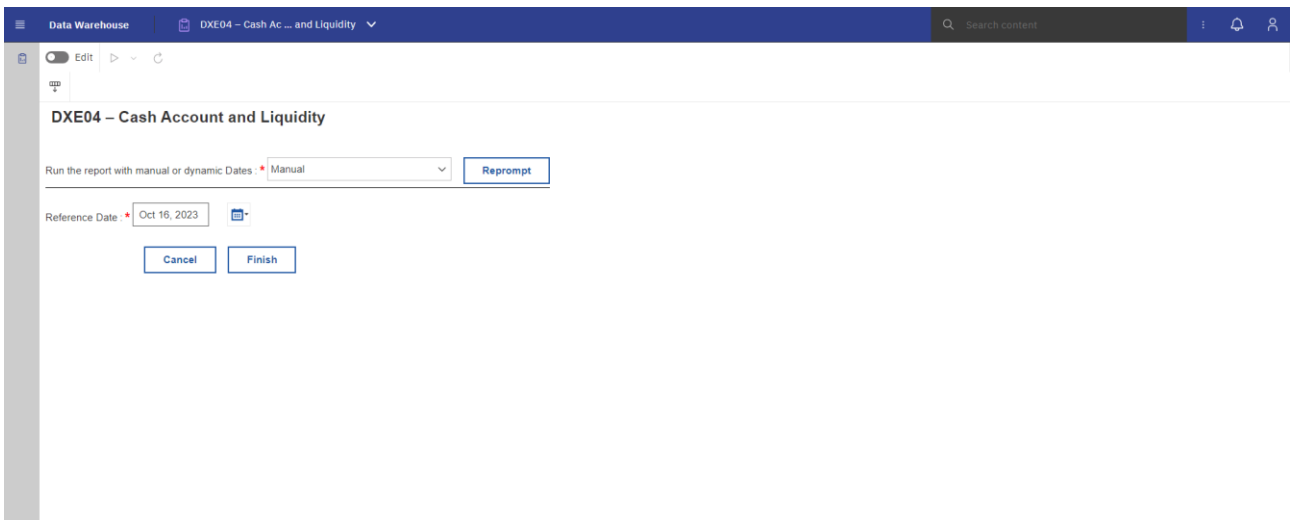 Data Warehouse
DXE04 – Cash Ac ... and Liquidity
Search content
Edit
DXE04 – Cash Account and Liquidity
Run the report with manual or dynamic Dates : * Manual
Reprompt
Reference Date : * Oct 16, 2023
Cancel
Finish